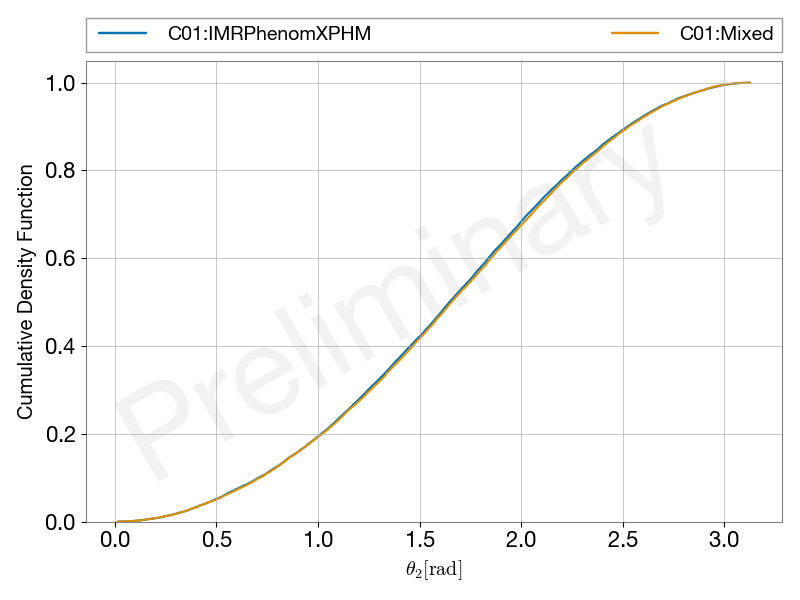 C01:IMRPhenomXPHM C01:Mixed
1.0
0.8
0.6
0.4
0.2
0.0
Cumulative Density Function
Preliminary
0.0 0.5 1.0 1.5 2.0 2.5 3.0
θ₂[rad]